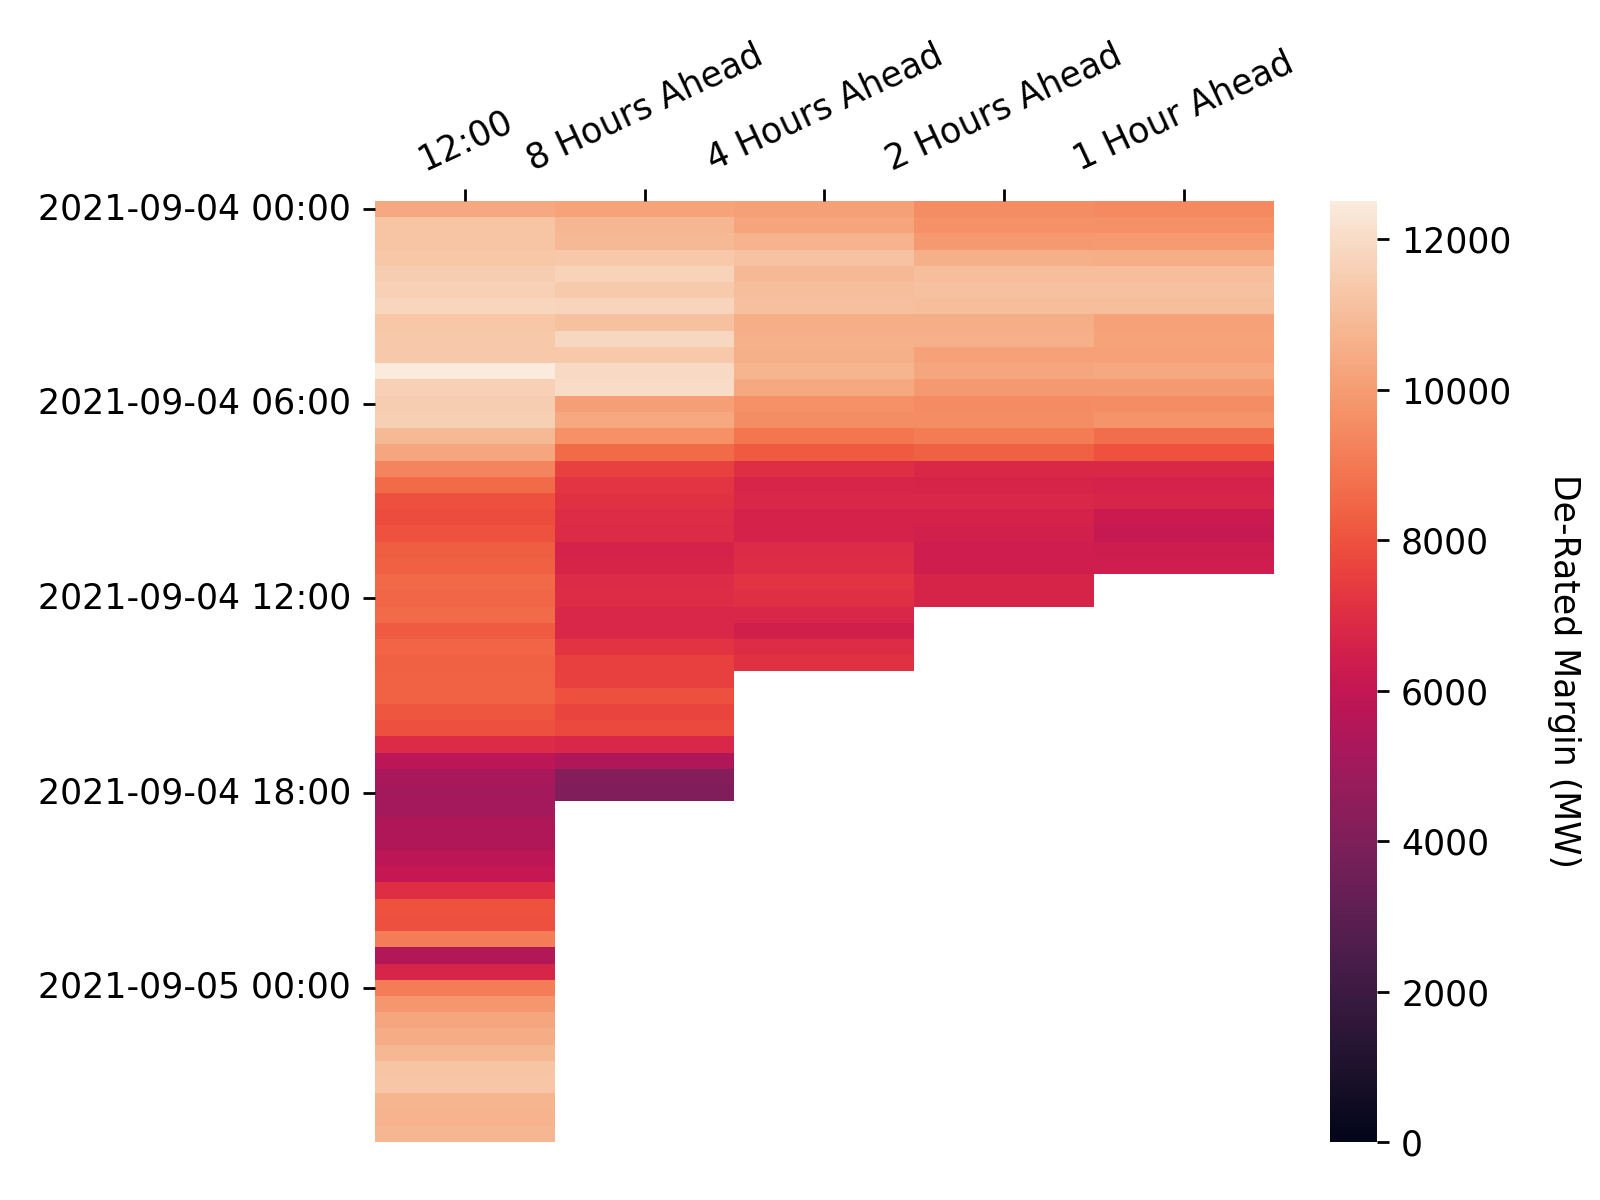 12:00
8 Hours Ahead
4 Hours Ahead
2 Hours Ahead
1 Hour Ahead
2021-09-04 00:00
2021-09-04 06:00
2021-09-04 12:00
2021-09-04 18:00
2021-09-05 00:00
12000
10000
8000
6000
4000
2000
0
De-Rated Margin (MW)